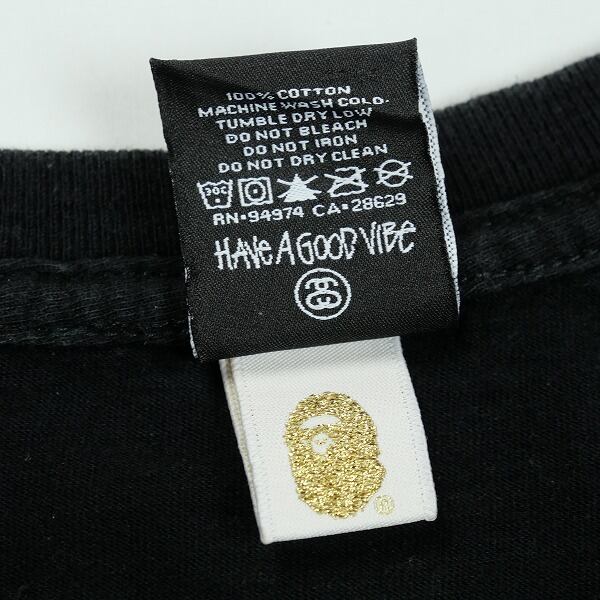 100% COTTON
MACHINE WASH COLD.
TUMBLE DRY LOW
DO NOT BLEACH
DO NOT IRON
DO NOT DRY CLEAN
30C
RN•94974 CA•28629
HAVE A GOOD VIBE
®